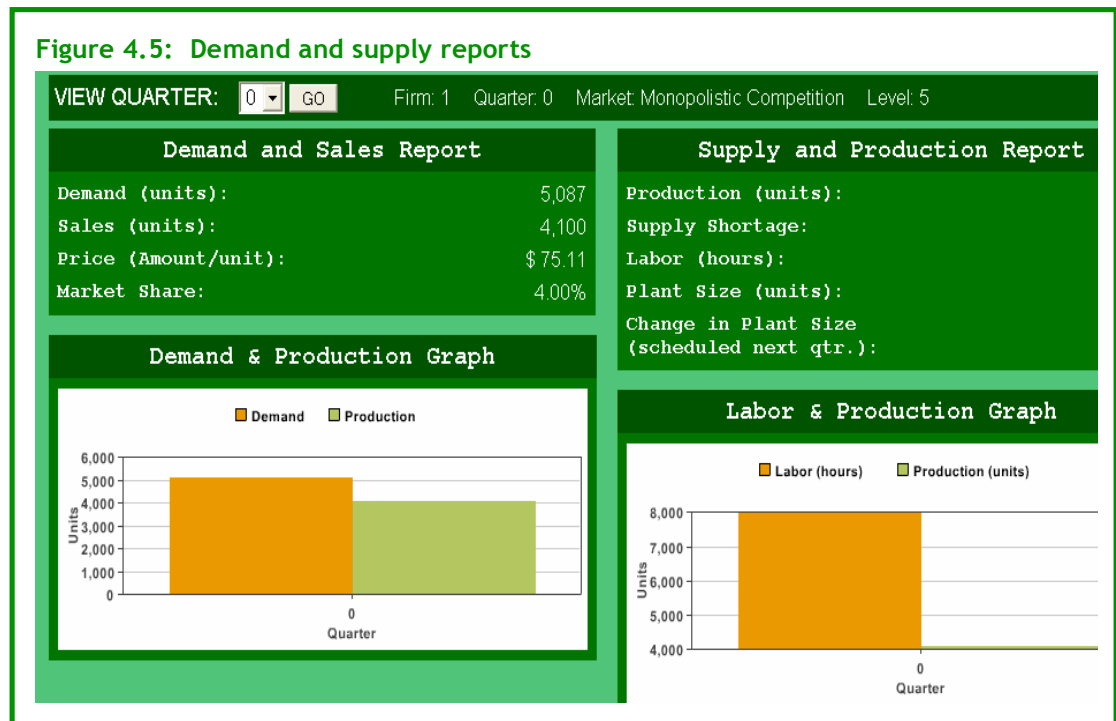 Figure 4.5: Demand and supply reports
VIEW QUARTER: 0 GO Firm: 1 Quarter: 0 Market: Monopolistic Competition Level: 5
Demand and Sales Report
Demand (units): 5,087
Sales (units): 4,100
Price (Amount/unit): $ 75.11
Market Share: 4.00%
Demand & Production Graph
Demand Production
6,000
5,000
4,000
3,000
2,000
1,000
0
Units
0
Quarter
Supply and Production Report
Production (units):
Supply Shortage:
Labor (hours):
Plant Size (units):
Change in Plant Size
(scheduled next qtr.):
Labor & Production Graph
Labor (hours) Production (units)
8,000
7,000
6,000
5,000
4,000
Units
0
Quarter